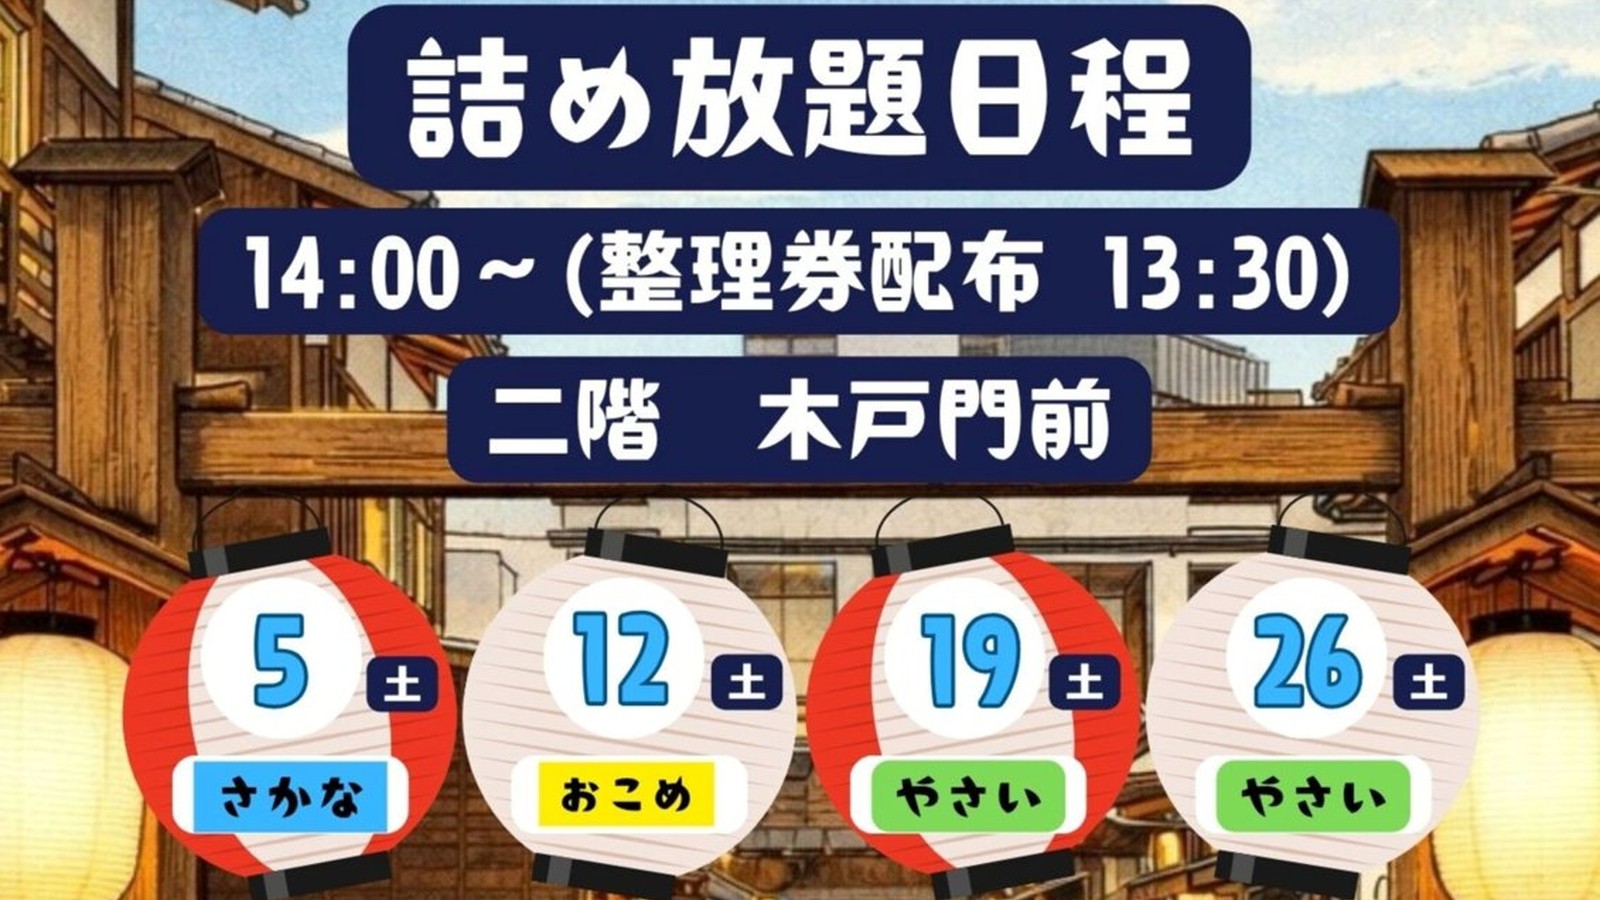 詰め放題日程
14:00～(整理券配布 13:30)
二階　木戸門前
5 土
さかな
12 土
おこめ
19 土
やさい
26 土
やさい